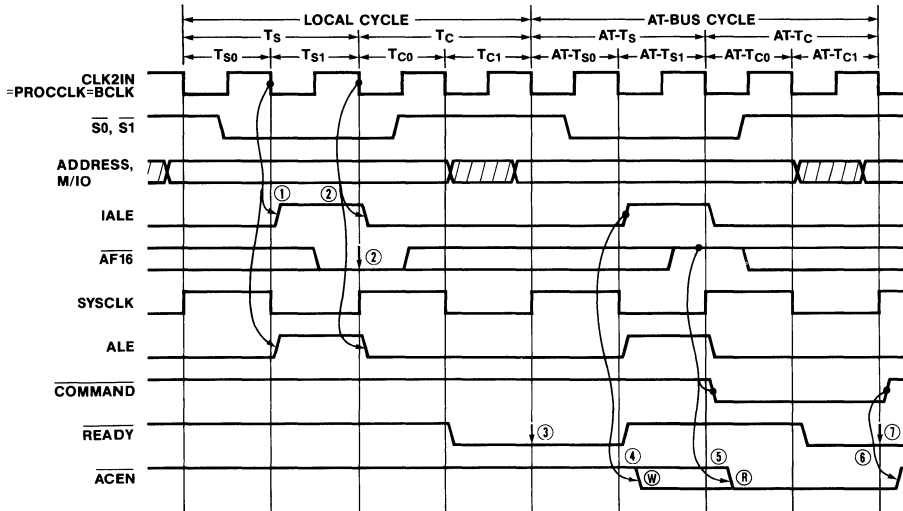 LOCAL CYCLE AT-BUS CYCLE
TS TC AT-TS AT-TC
TS0 TS1 TC0 TC1 AT-TS0 AT-TS1 AT-TC0 AT-TC1
CLK2IN
=PROCCLK=BCLK
S0, S1
ADDRESS,
M/IO
① ②
IALE
AF16 ②
SYSCLK
ALE
COMMAND
READY ③ ⑦
④ ⑤ ⑥
ACEN Ⓦ Ⓡ